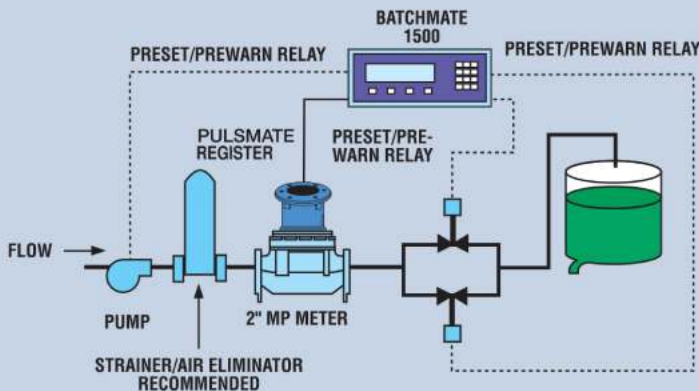 BATCHMATE
1500
PRESET/PREWARN RELAY
PRESET/PREWARN RELAY
PULSMATE
REGISTER
PRESET/PRE-
WARN RELAY
FLOW
PUMP
2" MP METER
STRAINER/AIR ELIMINATOR
RECOMMENDED